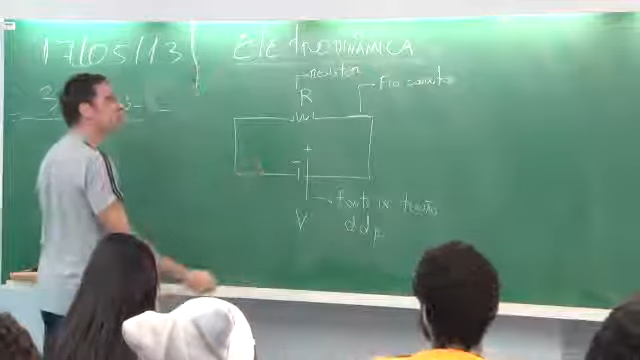 17/05/13
ELETRODINÂMICA
resistor
R
Fio condutor
+
-
fonte de tensão
V
ddp